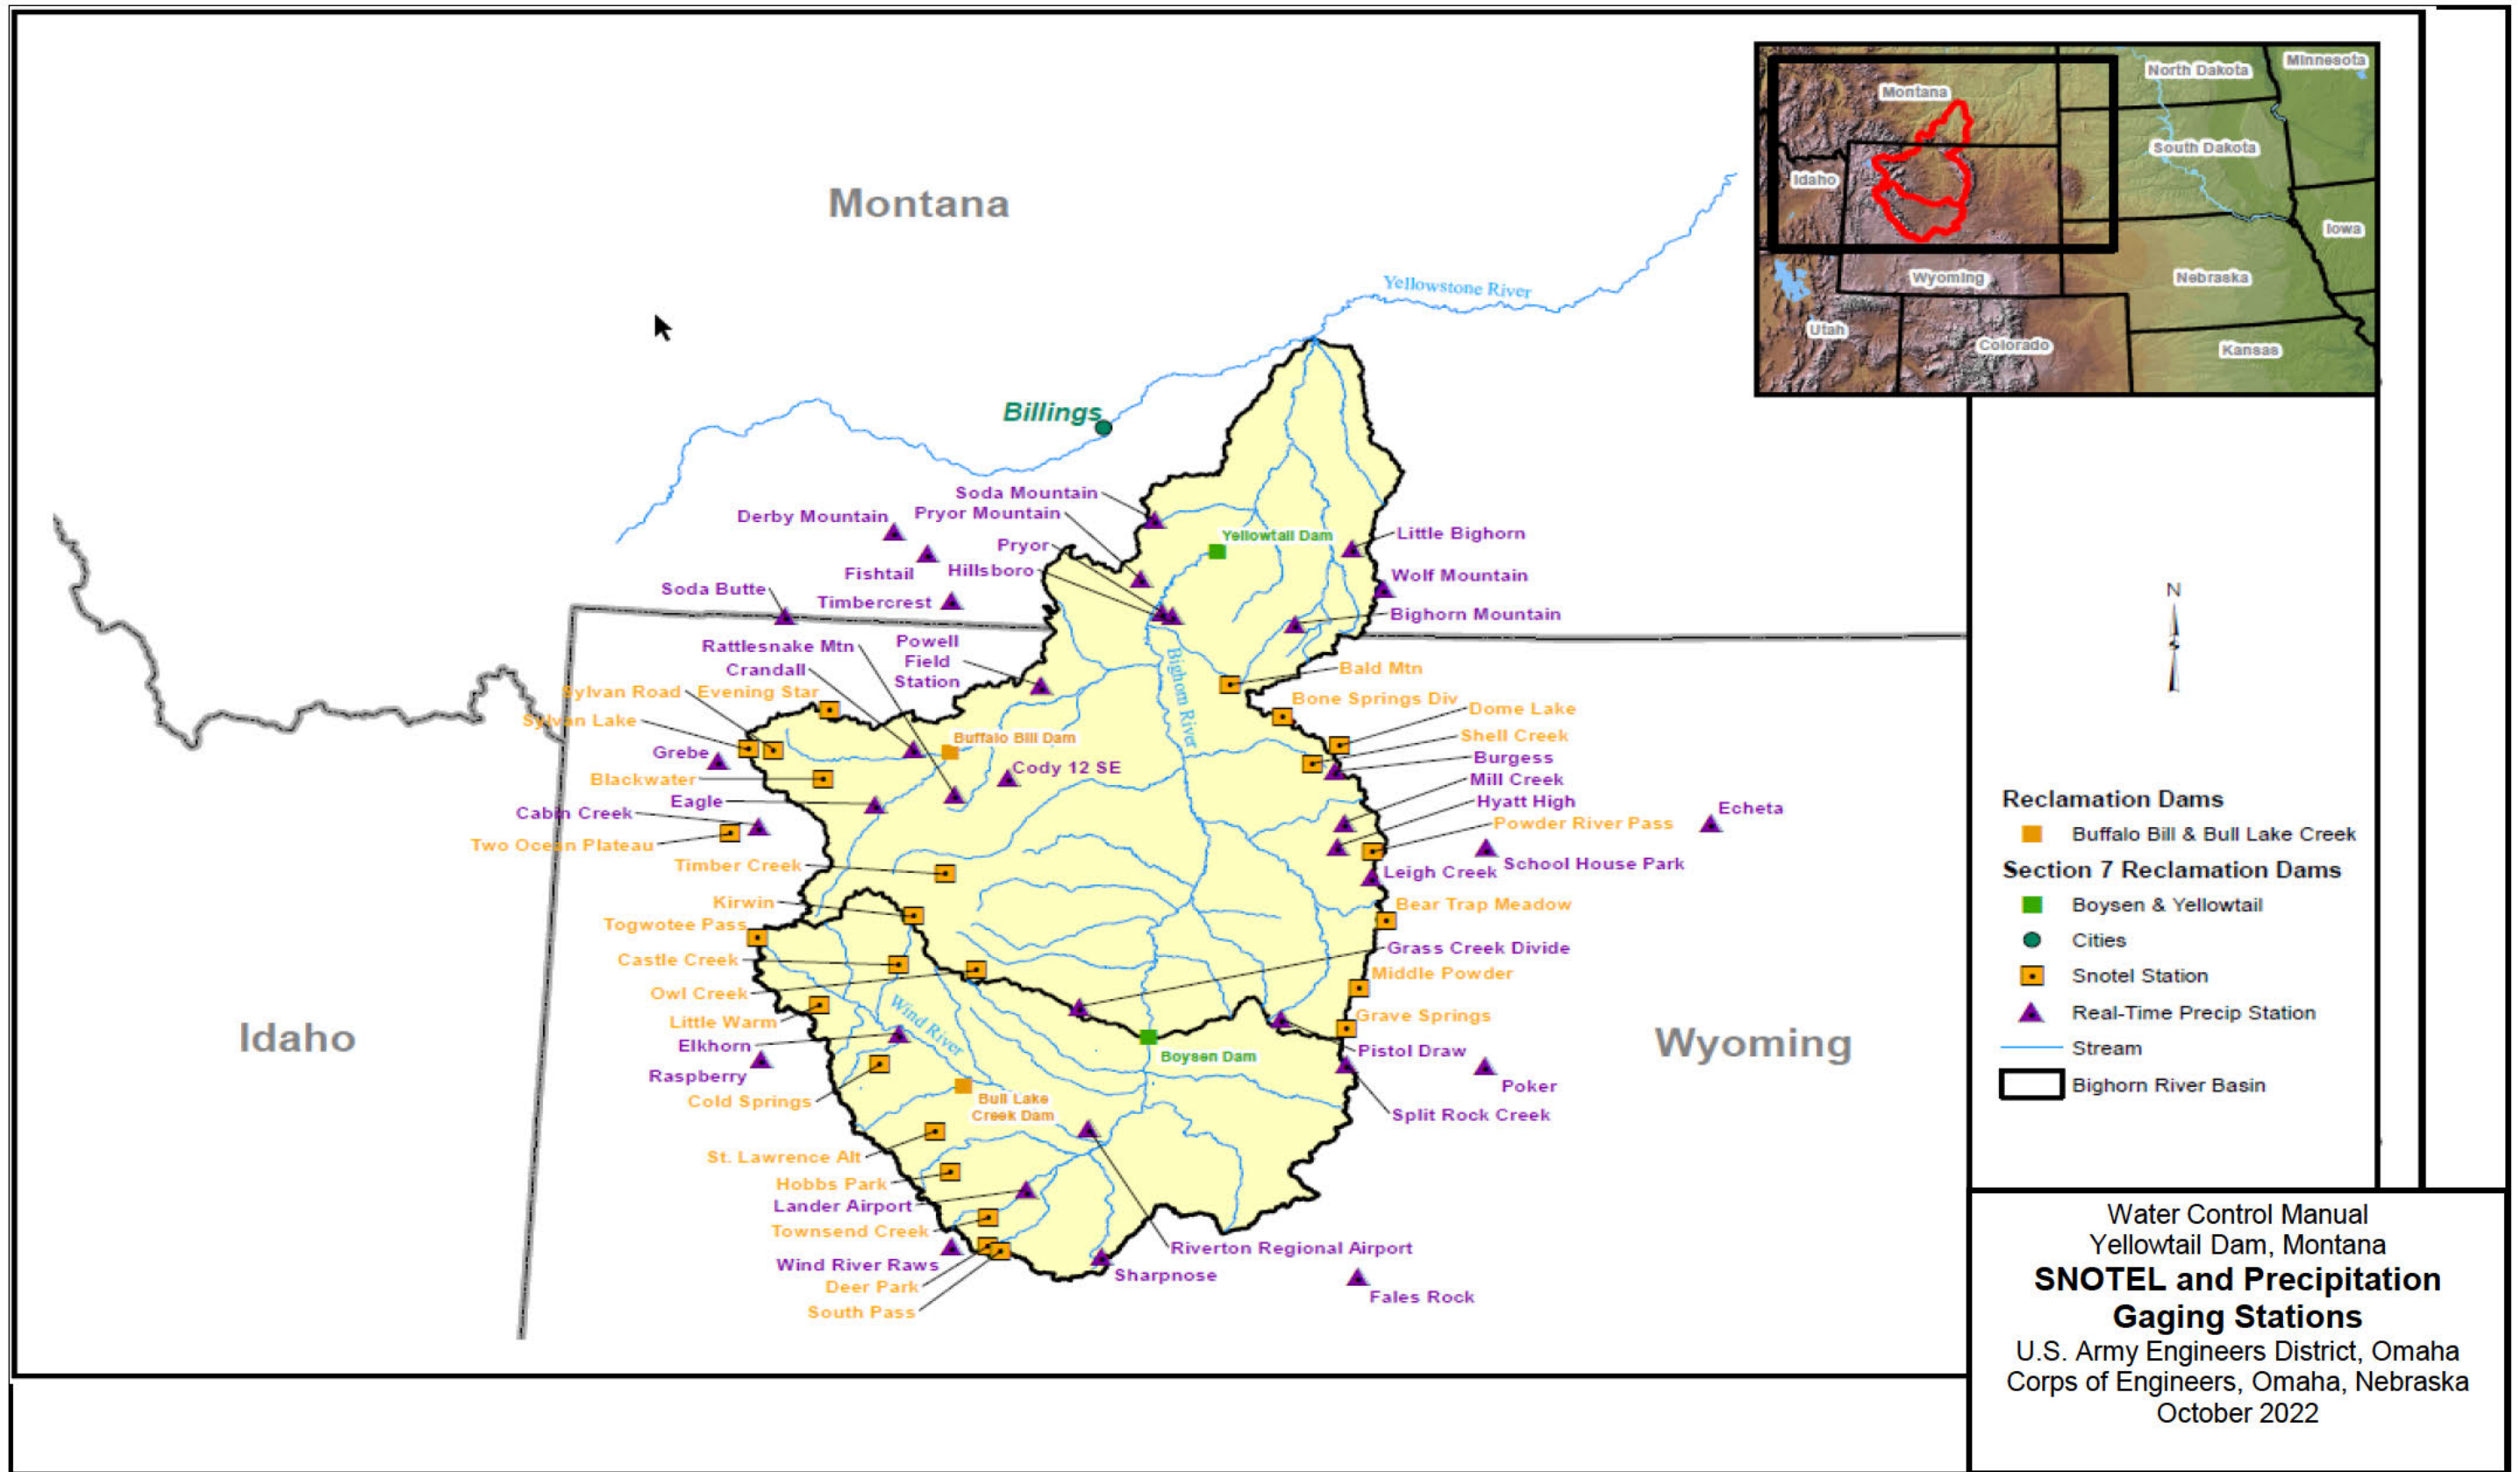 Montana
Minnesota
North Dakota
Montana
South Dakota
Idaho
Iowa
Wyoming
Nebraska
Utah
Colorado
Kansas
Yellowstone River
Billings
Soda Mountain
Derby Mountain
Pryor Mountain
Yellowtail Dam
Little Bighorn
Pryor
Fishtail
Hillsboro
Wolf Mountain
Soda Butte
Timbercrest
Bighorn Mountain
Rattlesnake Mtn
Powell
Field
Station
Crandall
Bighorn River
Bald Mtn
Sylvan Road
Evening Star
Bone Springs Div
Dome Lake
Sylvan Lake
Shell Creek
Buffalo Bill Dam
Grebe
Cody 12 SE
Burgess
Blackwater
Mill Creek
Eagle
Hyatt High
Echeta
Cabin Creek
Powder River Pass
Two Ocean Plateau
Timber Creek
School House Park
Leigh Creek
Kirwin
Bear Trap Meadow
Togwotee Pass
Grass Creek Divide
Castle Creek
Middle Powder
Owl Creek
Little Warm
Wind River
Grave Springs
Idaho
Wyoming
Elkhorn
Pistol Draw
Boysen Dam
Raspberry
Poker
Cold Springs
Bull Lake
Creek Dam
Split Rock Creek
St. Lawrence Alt
Hobbs Park
Lander Airport
Townsend Creek
Riverton Regional Airport
Wind River Raws
Sharpnose
Deer Park
Fales Rock
South Pass
N
Reclamation Dams
Buffalo Bill & Bull Lake Creek
Section 7 Reclamation Dams
Boysen & Yellowtail
Cities
Snotel Station
Real-Time Precip Station
Stream
Bighorn River Basin
Water Control Manual
Yellowtail Dam, Montana
SNOTEL and Precipitation
Gaging Stations
U.S. Army Engineers District, Omaha
Corps of Engineers, Omaha, Nebraska
October 2022